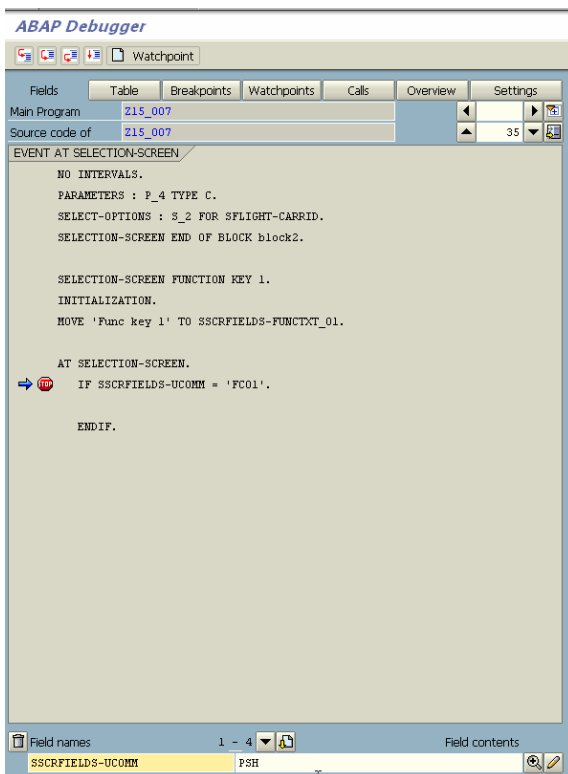 ABAP Debugger
Watchpoint
Fields Table Breakpoints Watchpoints Calls Overview Settings
Main Program Z15_007
Source code of Z15_007 35
EVENT AT SELECTION-SCREEN
NO INTERVALS.
PARAMETERS : P_4 TYPE C.
SELECT-OPTIONS : S_2 FOR SFLIGHT-CARRID.
SELECTION-SCREEN END OF BLOCK block2.
SELECTION-SCREEN FUNCTION KEY 1.
INITIALIZATION.
MOVE 'Func key 1' TO SSCRFIELDS-FUNCTXT_01.
AT SELECTION-SCREEN.
STOP IF SSCRFIELDS-UCOMM = 'FC01'.
ENDIF.
Field names 1 - 4 Field contents
SSCRFIELDS-UCOMM PSH